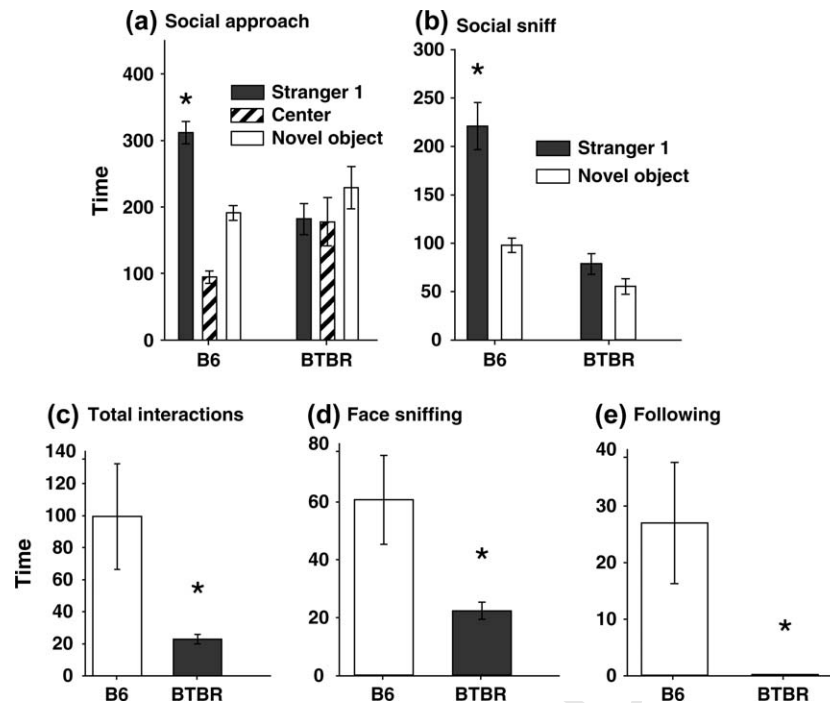 (a) Social approach
400
300
200
100
0
Time
*
Stranger 1
Center
Novel object
B6
BTBR
(b) Social sniff
300
250
200
150
100
50
0
*
Stranger 1
Novel object
B6
BTBR
(c) Total interactions
140
120
100
80
60
40
20
0
Time
*
B6
BTBR
(d) Face sniffing
80
60
40
20
0
*
B6
BTBR
(e) Following
40
30
20
10
0
*
B6
BTBR